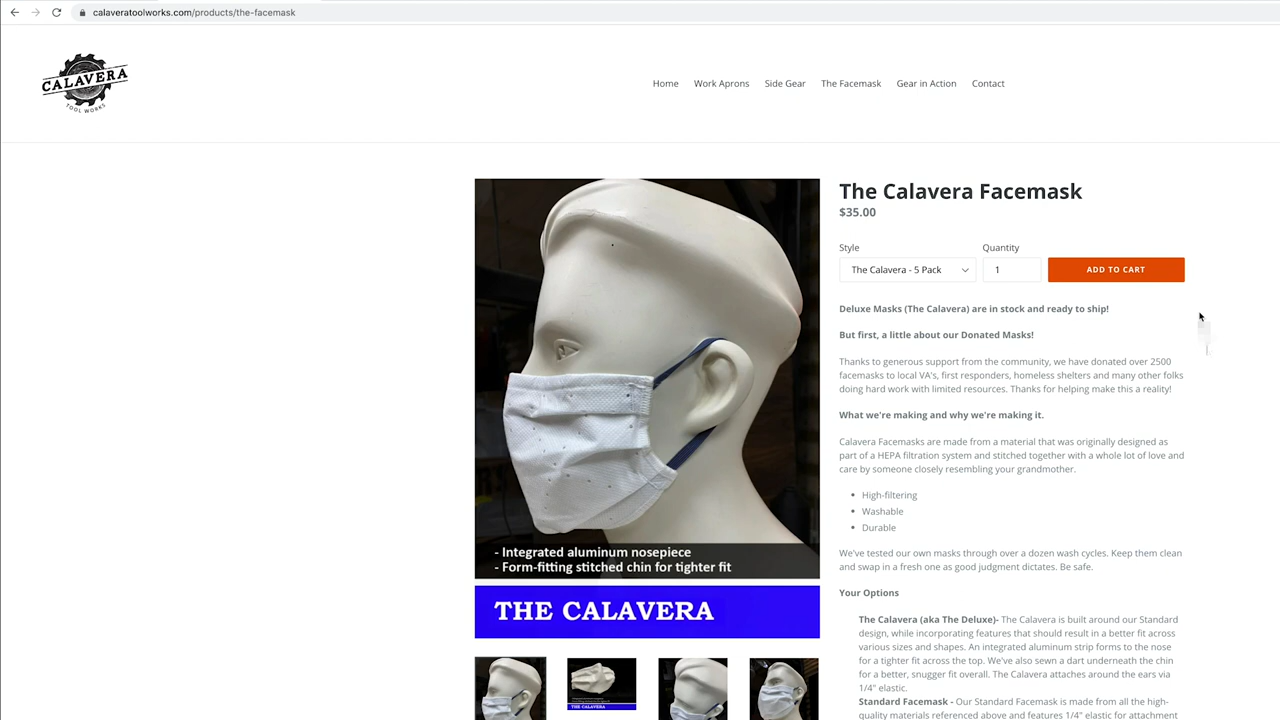 calaveratoolworks.com/products/the-facemask
CALAVERA
TOOL WORKS
Home
Work Aprons
Side Gear
The Facemask
Gear in Action
Contact
The Calavera Facemask
$35.00
Style
Quantity
The Calavera - 5 Pack
1
ADD TO CART
Deluxe Masks (The Calavera) are in stock and ready to ship!
But first, a little about our Donated Masks!
Thanks to generous support from the community, we have donated over 2500
facemasks to local VA's, first responders, homeless shelters and many other folks
doing hard work with limited resources. Thanks for helping make this a reality!
What we're making and why we're making it.
Calavera Facemasks are made from a material that was originally designed as
part of a HEPA filtration system and stitched together with a whole lot of love and
care by someone closely resembling your grandmother.
High-filtering
Washable
Durable
We've tested our own masks through over a dozen wash cycles. Keep them clean
and swap in a fresh one as good judgment dictates. Be safe.
Your Options
The Calavera (aka The Deluxe)- The Calavera is built around our Standard
design, while incorporating features that should result in a better fit across
various sizes and shapes. An integrated aluminum strip forms to the nose
for a tighter fit across the top. We've also sewn a dart underneath the chin
for a better, snugger fit overall. The Calavera attaches around the ears via
1/4" elastic.
Standard Facemask - Our Standard Facemask is made from all the high-
quality materials referenced above and features 1/4" elastic for attachment
- Integrated aluminum nosepiece
- Form-fitting stitched chin for tighter fit
THE CALAVERA
THE CALAVERA